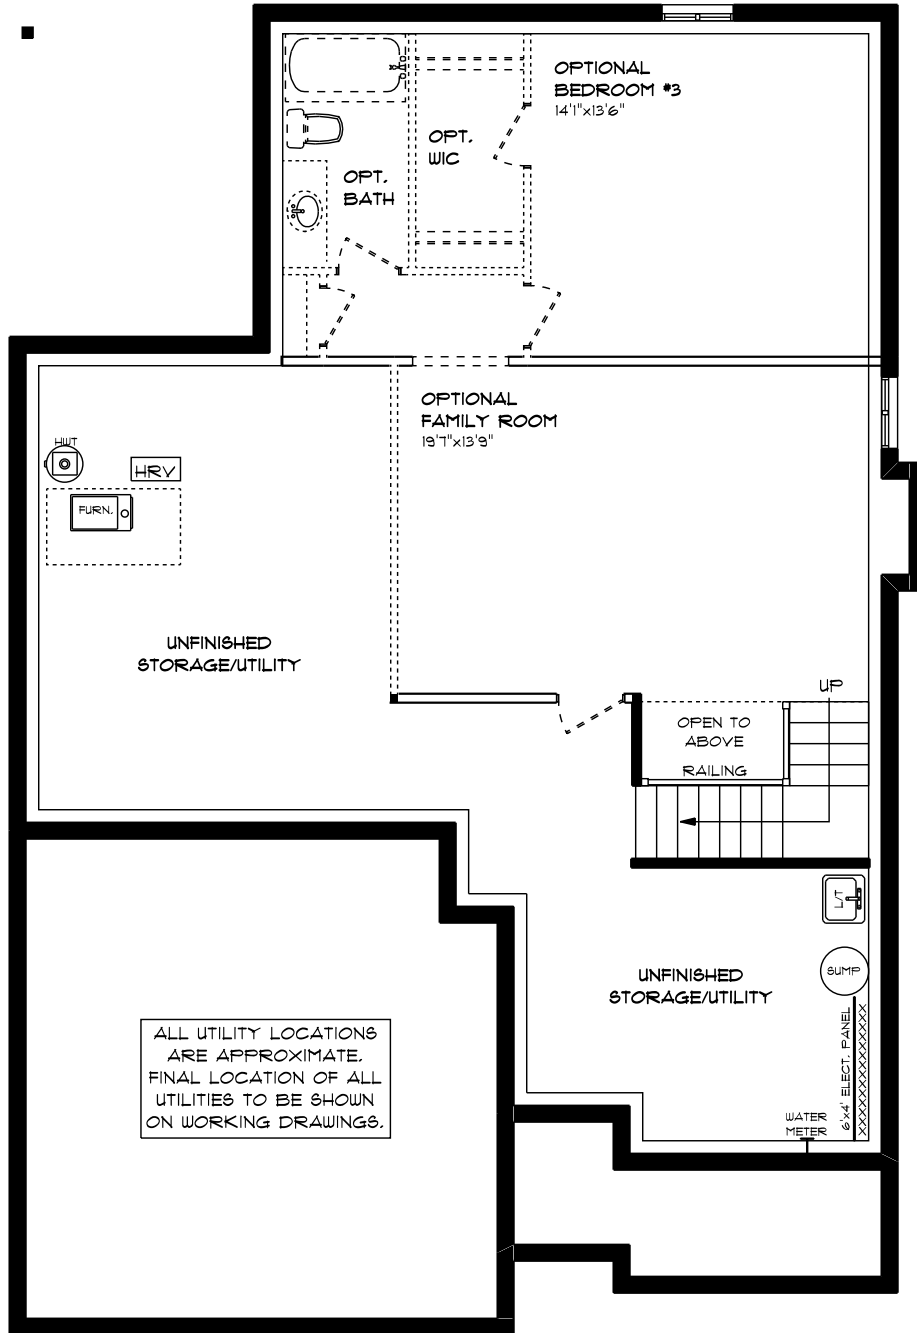 OPTIONAL
BEDROOM #3
14'1"x13'6"
OPT.
WIC
OPT.
BATH
OPTIONAL
FAMILY ROOM
19'7"x13'9"
HWT
HRV
FURN.
UNFINISHED
STORAGE/UTILITY
UP
OPEN TO
ABOVE
RAILING
L/T
SUMP
UNFINISHED
STORAGE/UTILITY
6'x4' ELECT. PANEL
XXXXXXXXXXXXXXXX
ALL UTILITY LOCATIONS
ARE APPROXIMATE.
FINAL LOCATION OF ALL
UTILITIES TO BE SHOWN
ON WORKING DRAWINGS.
WATER
METER